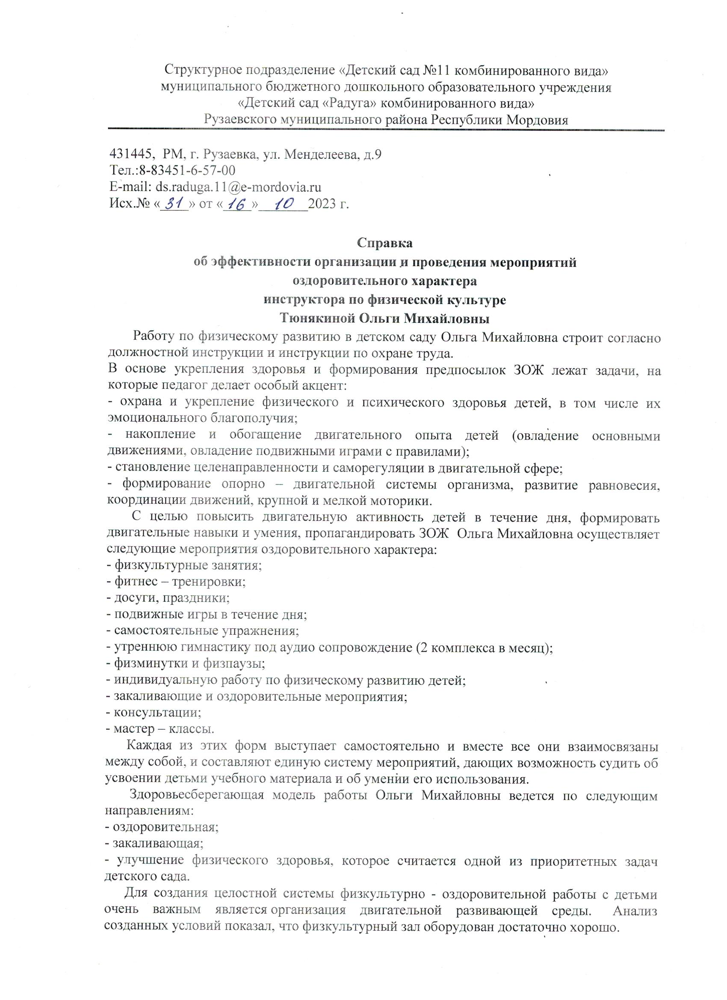 Структурное подразделение «Детский сад №11 комбинированного вида»
муниципального бюджетного дошкольного образовательного учреждения
«Детский сад «Радуга» комбинированного вида»
Рузаевского муниципального района Республики Мордовия
431445, РМ, г. Рузаевка, ул. Менделеева, д.9
Тел.:8-83451-6-57-00
E-mail: ds.raduga.11@e-mordovia.ru
Исх.№ «31» от «16» 10 2023 г.
Справка
об эффективности организации и проведения мероприятий
оздоровительного характера
инструктора по физической культуре
Тюнякиной Ольги Михайловны
Работу по физическому развитию в детском саду Ольга Михайловна строит согласно
должностной инструкции и инструкции по охране труда.
В основе укрепления здоровья и формирования предпосылок ЗОЖ лежат задачи, на
которые педагог делает особый акцент:
- охрана и укрепление физического и психического здоровья детей, в том числе их
эмоционального благополучия;
- накопление и обогащение двигательного опыта детей (овладение основными
движениями, овладение подвижными играми с правилами);
- становление целенаправленности и саморегуляции в двигательной сфере;
- формирование опорно – двигательной системы организма, развитие равновесия,
координации движений, крупной и мелкой моторики.
С целью повысить двигательную активность детей в течение дня, формировать
двигательные навыки и умения, пропагандировать ЗОЖ Ольга Михайловна осуществляет
следующие мероприятия оздоровительного характера:
- физкультурные занятия;
- фитнес – тренировки;
- досуги, праздники;
- подвижные игры в течение дня;
- самостоятельные упражнения;
- утреннюю гимнастику под аудио сопровождение (2 комплекса в месяц);
- физминутки и физпаузы;
- индивидуальную работу по физическому развитию детей;
- закаливающие и оздоровительные мероприятия;
- консультации;
- мастер – классы.
Каждая из этих форм выступает самостоятельно и вместе все они взаимосвязаны
между собой, и составляют единую систему мероприятий, дающих возможность судить об
усвоении детьми учебного материала и об умении его использования.
Здоровьесберегающая модель работы Ольги Михайловны ведется по следующим
направлениям:
- оздоровительная;
- закаливающая;
- улучшение физического здоровья, которое считается одной из приоритетных задач
детского сада.
Для создания целостной системы физкультурно - оздоровительной работы с детьми
очень важным является организация двигательной развивающей среды. Анализ
созданных условий показал, что физкультурный зал оборудован достаточно хорошо.